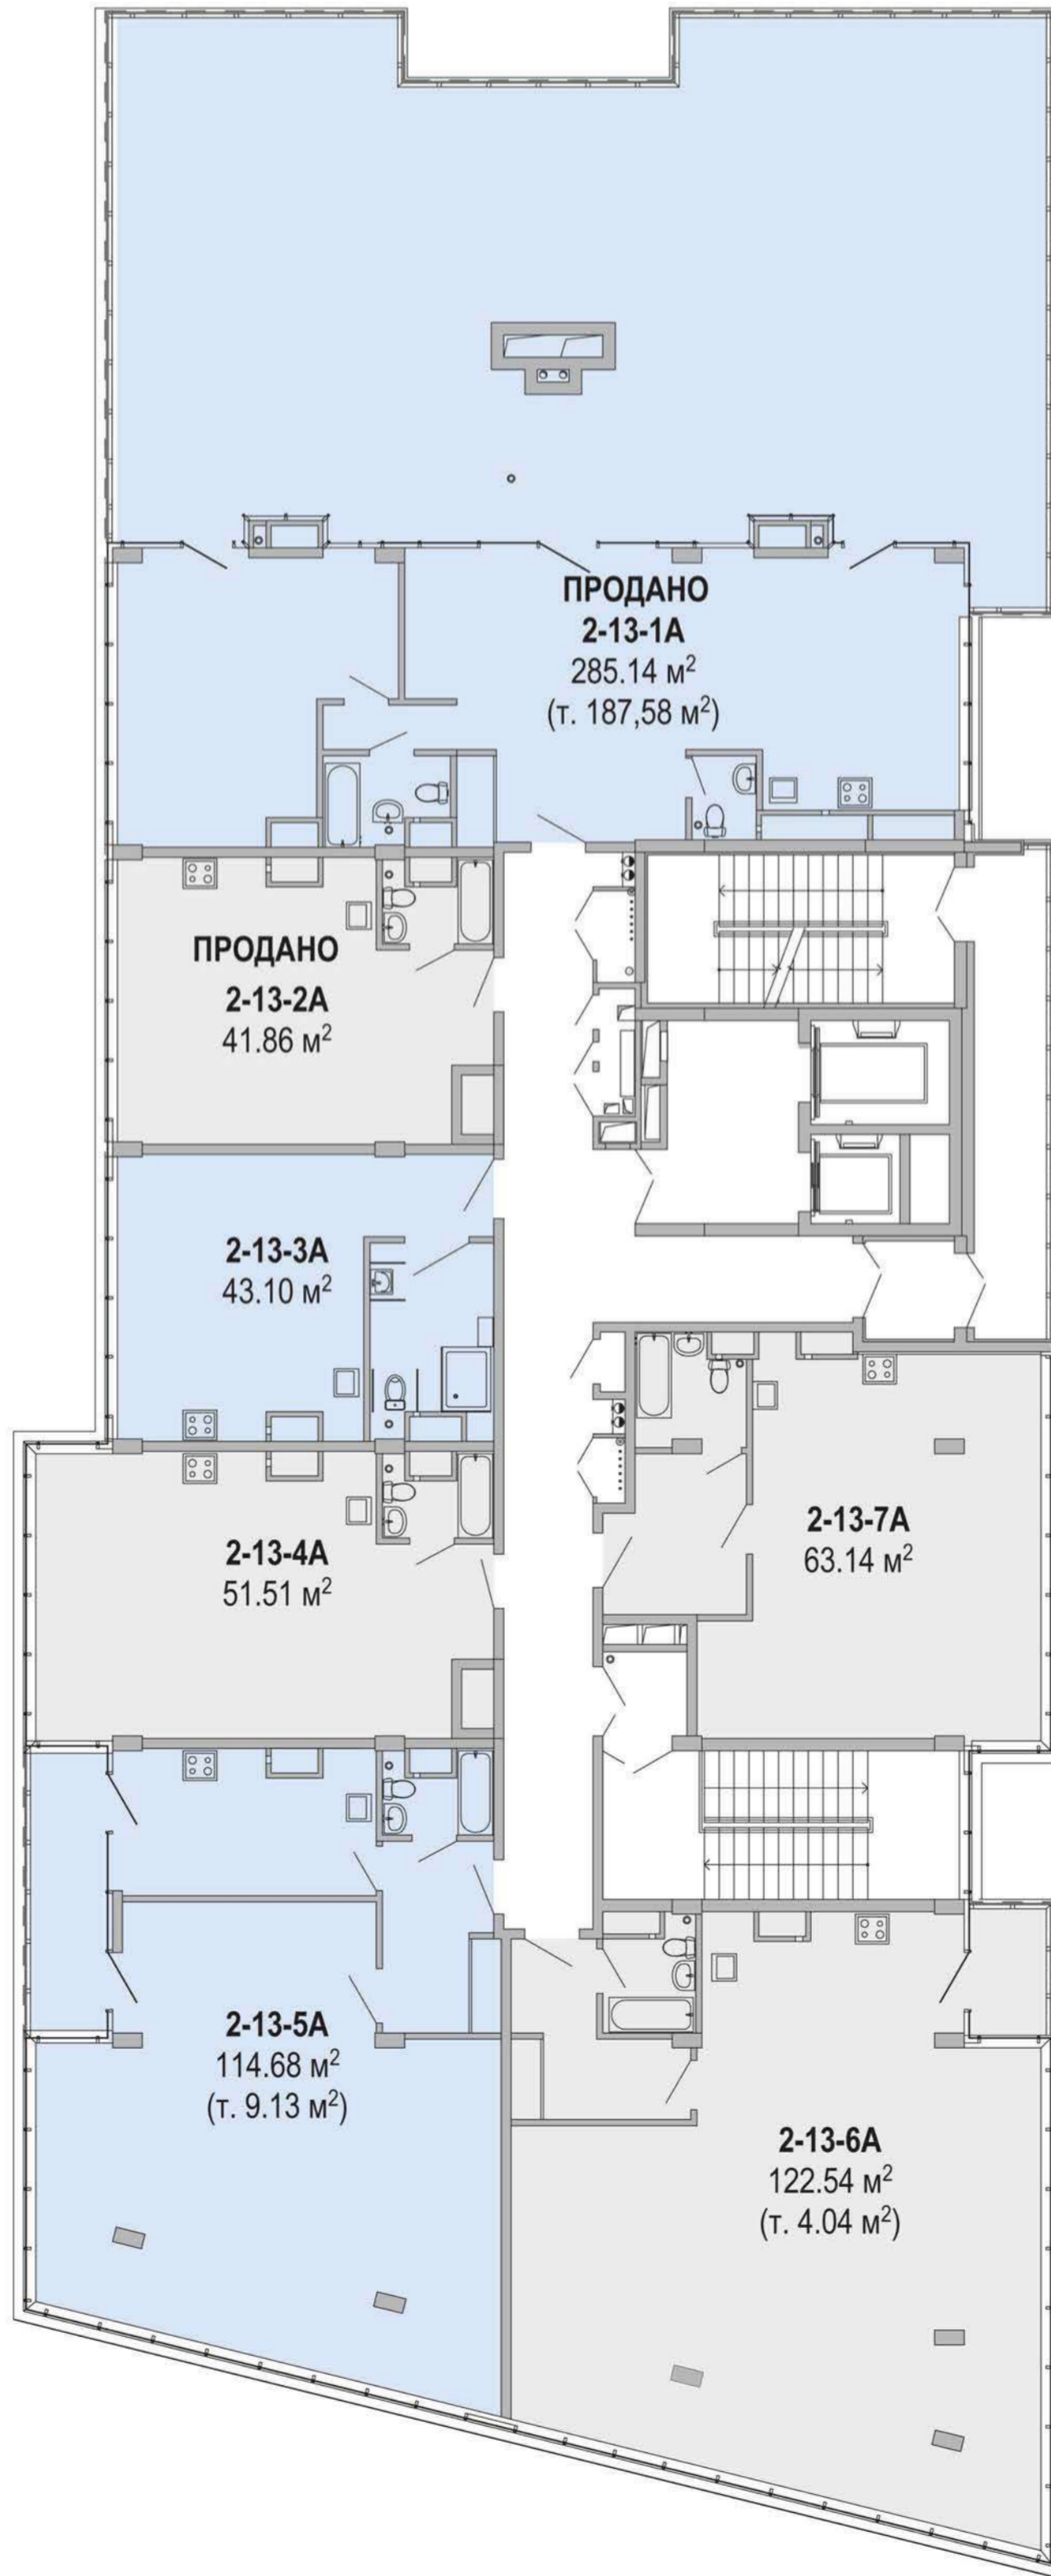 ПРОДАНО
2-13-1А
285.14 м²
(т. 187,58 м²)
ПРОДАНО
2-13-2А
41.86 м²
2-13-3А
43.10 м²
2-13-4А
51.51 м²
2-13-7А
63.14 м²
2-13-5А
114.68 м²
(т. 9.13 м²)
2-13-6А
122.54 м²
(т. 4.04 м²)